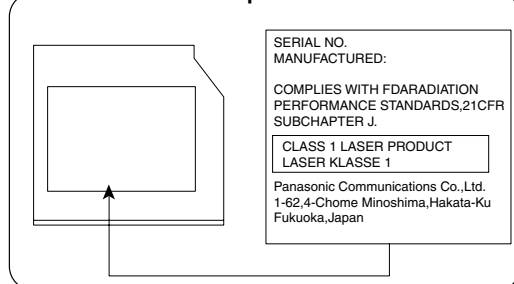 SERIAL NO.
MANUFACTURED:
COMPLIES WITH FDARADIATION
PERFORMANCE STANDARDS,21CFR
SUBCHAPTER J.
CLASS 1 LASER PRODUCT
LASER KLASSE 1
Panasonic Communications Co.,Ltd.
1-62,4-Chome Minoshima,Hakata-Ku
Fukuoka,Japan